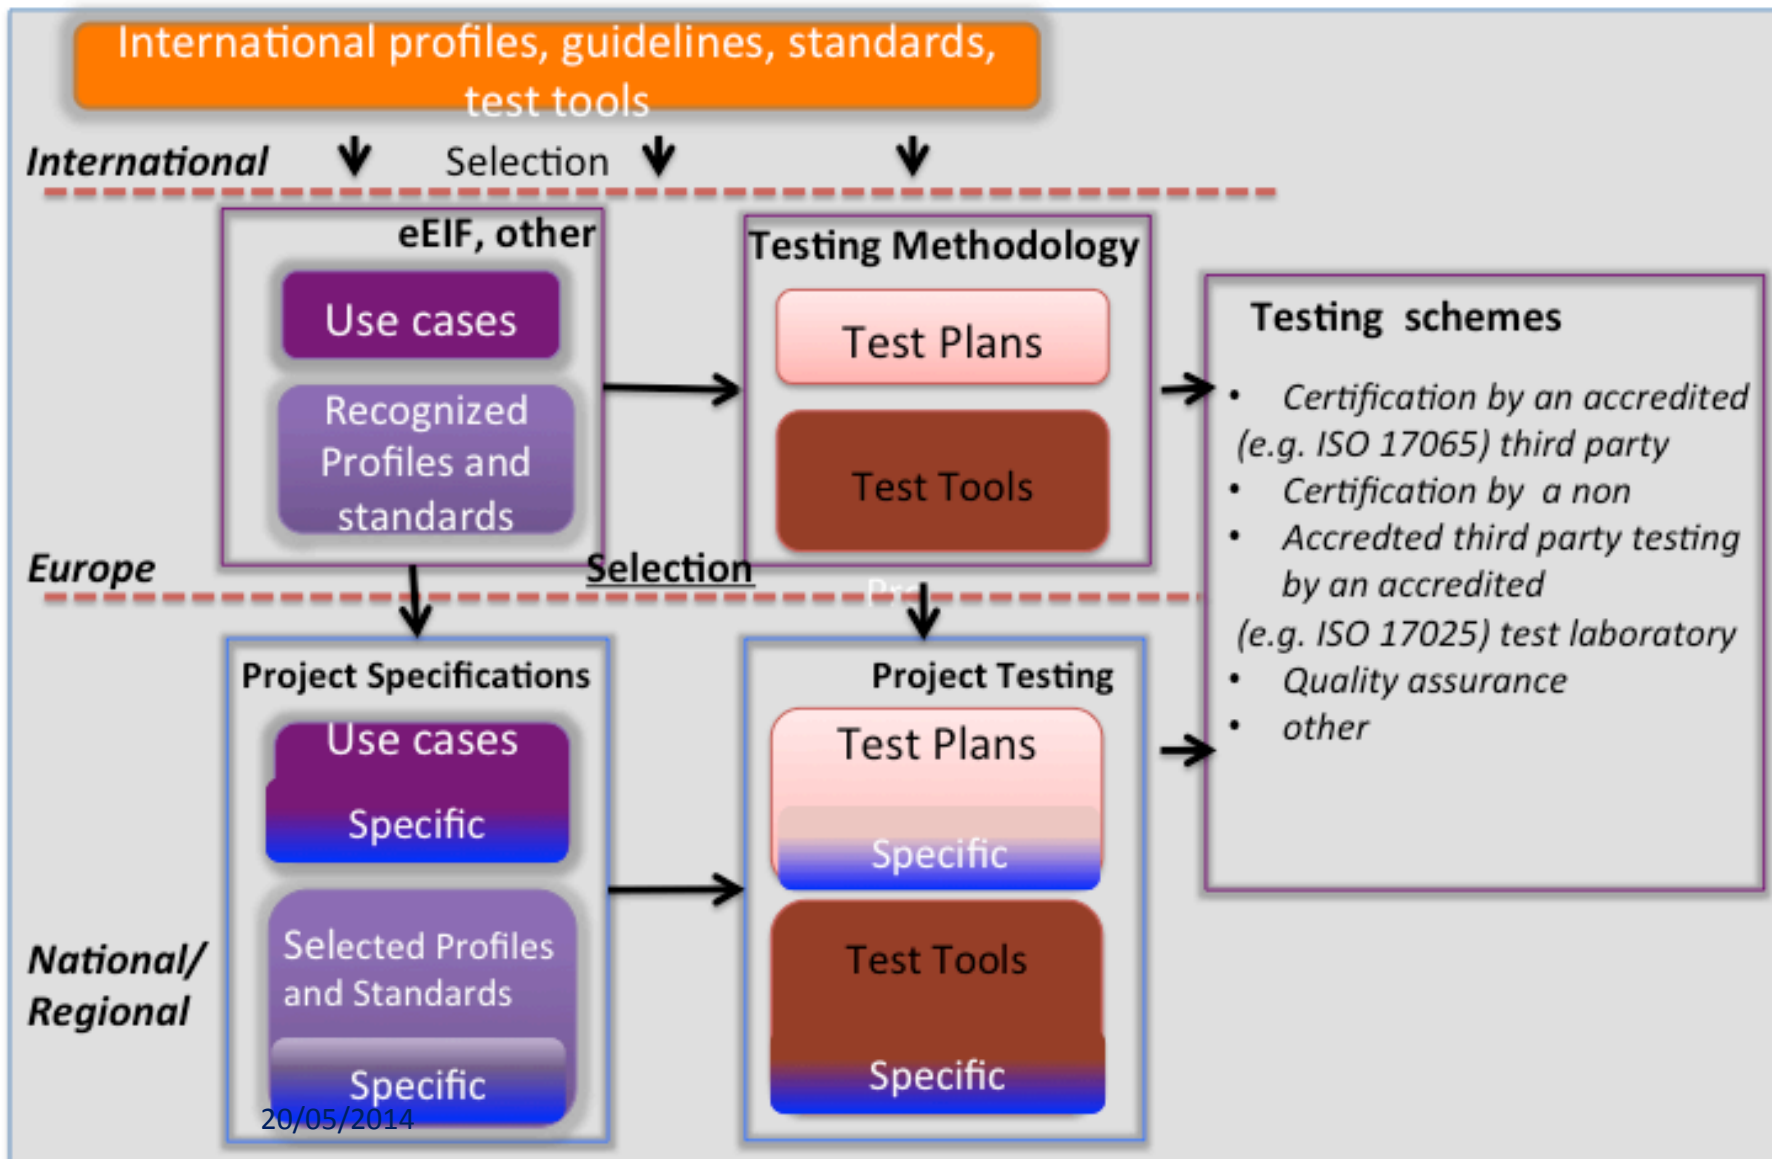 International profiles, guidelines, standards,
test tools
International
Selection
eEIF, other
Use cases
Recognized
Profiles and
standards
Testing Methodology
Test Plans
Test Tools
Testing schemes
• Certification by an accredited
(e.g. ISO 17065) third party
• Certification by a non
• Accredted third party testing
by an accredited
(e.g. ISO 17025) test laboratory
• Quality assurance
• other
Europe
Selection
Project Specifications
Use cases
Specific
Selected Profiles
and Standards
Specific
Project Testing
Test Plans
Specific
Test Tools
Specific
National/
Regional
20/05/2014